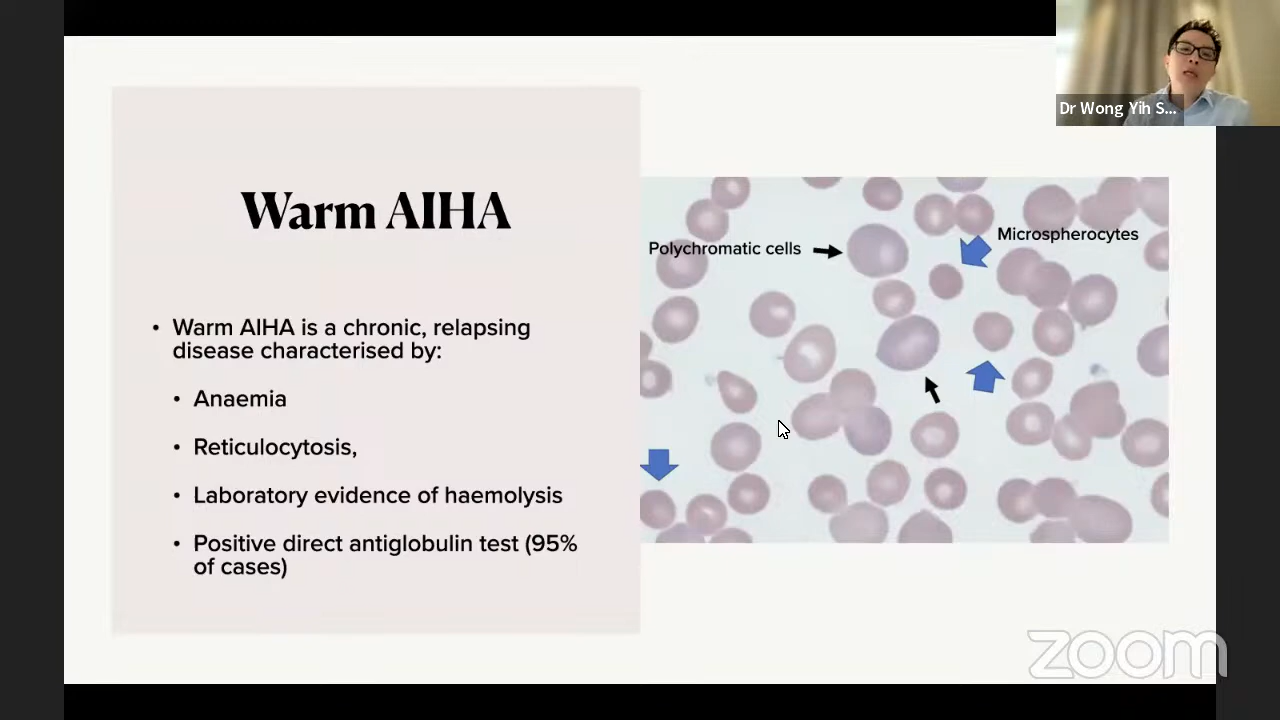 Dr Wong Yih S...
Warm AIHA
Polychromatic cells
Microspherocytes
• Warm AIHA is a chronic, relapsing
disease characterised by:
• Anaemia
• Reticulocytosis,
• Laboratory evidence of haemolysis
• Positive direct antiglobulin test (95%
of cases)
zoom